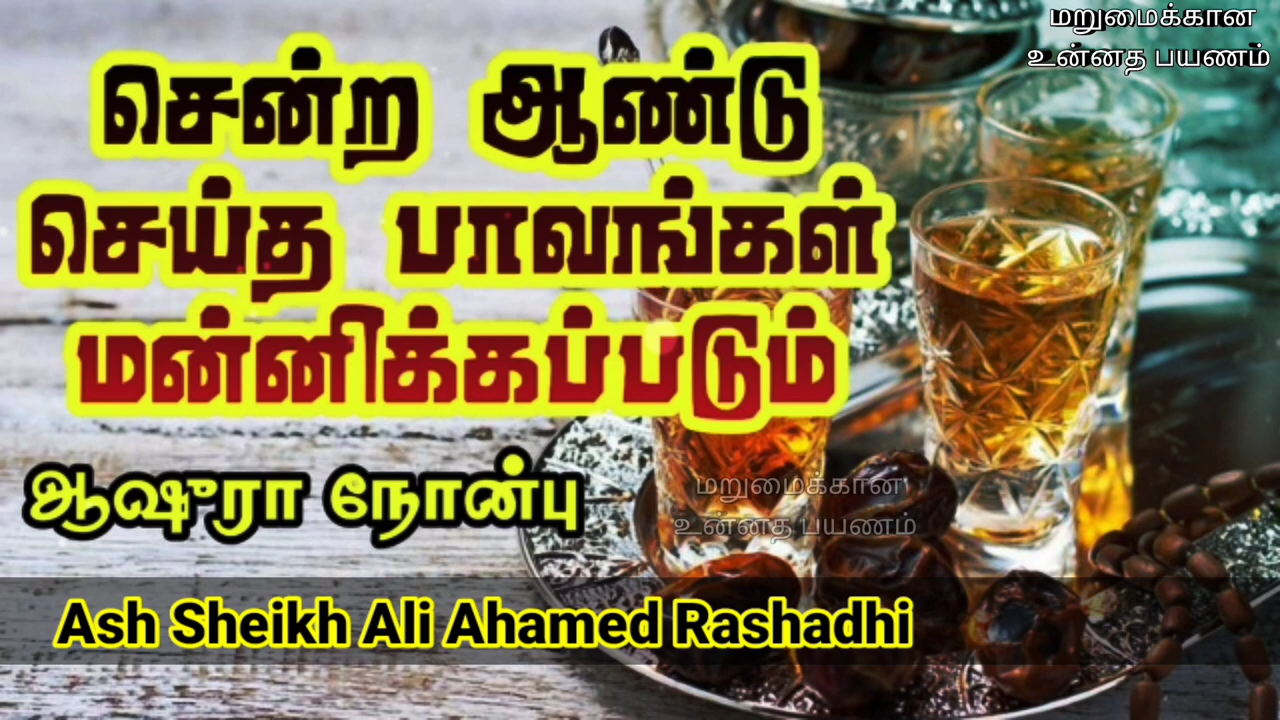 மறுமைக்கான
உன்னத பயணம்
சென்ற ஆண்டு
செய்த பாவங்கள்
மன்னிக்கப்படும்
ஆஷுரா நோன்பு
மறுமைக்கான
உன்னத பயணம்
Ash Sheikh Ali Ahamed Rashadhi